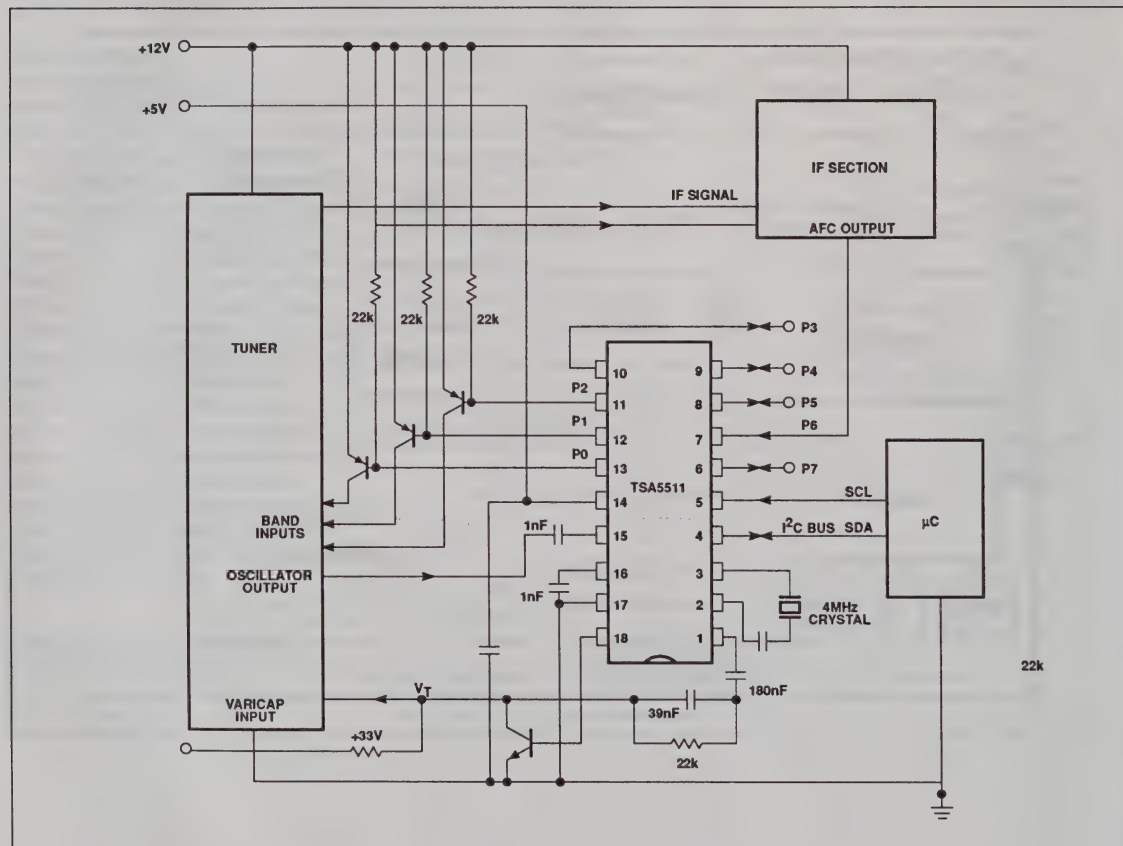 +12V
+5V
IF SECTION
IF SIGNAL
AFC OUTPUT
22k
22k
22k
TUNER
P3
10
9
P4
P2
11
8
P5
P1
12
7
P6
P0
13
6
P7
TSA5511
14
5
SCL
µC
BAND
INPUTS
1nF
15
4
I²C BUS SDA
OSCILLATOR
OUTPUT
16
3
1nF
17
2
4MHz
CRYSTAL
18
1
22k
180nF
VARICAP
INPUT
VT
39nF
+33V
22k